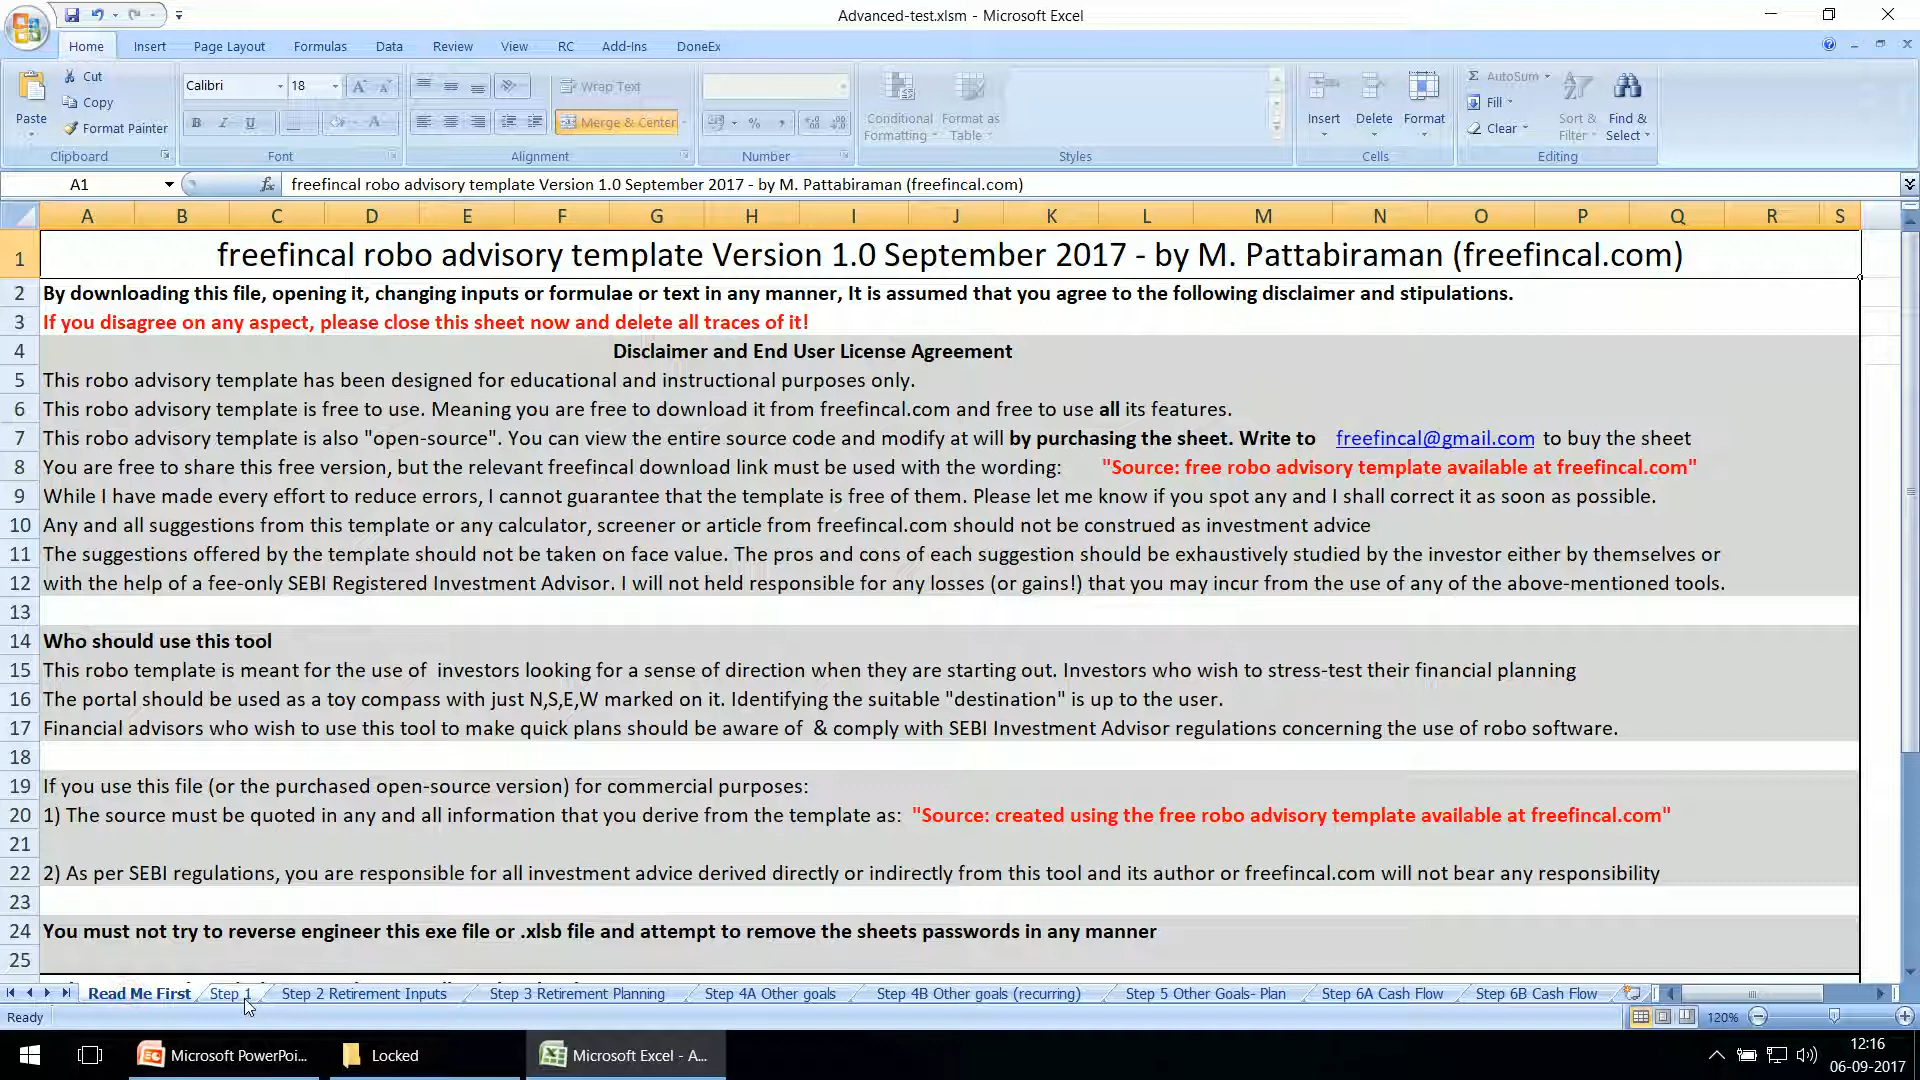 Advanced-test.xlsm - Microsoft Excel
Home Insert Page Layout Formulas Data Review View RC Add-Ins DoneEx
Paste
Cut
Copy
Format Painter
Clipboard
Calibri 18
B I U
Font
Wrap Text
Merge & Center
Alignment
Number
Conditional Formatting
Format as Table
Styles
Insert Delete Format
Cells
AutoSum
Fill
Clear
Sort & Filter
Find & Select
Editing
A1 fx freefincal robo advisory template Version 1.0 September 2017 - by M. Pattabiraman (freefincal.com)
A B C D E F G H I J K L M N O P Q R S
1 freefincal robo advisory template Version 1.0 September 2017 - by M. Pattabiraman (freefincal.com)
2 By downloading this file, opening it, changing inputs or formulae or text in any manner, It is assumed that you agree to the following disclaimer and stipulations.
3 If you disagree on any aspect, please close this sheet now and delete all traces of it!
4 Disclaimer and End User License Agreement
5 This robo advisory template has been designed for educational and instructional purposes only.
6 This robo advisory template is free to use. Meaning you are free to download it from freefincal.com and free to use all its features.
7 This robo advisory template is also "open-source". You can view the entire source code and modify at will by purchasing the sheet. Write to freefincal@gmail.com to buy the sheet
8 You are free to share this free version, but the relevant freefincal download link must be used with the wording: "Source: free robo advisory template available at freefincal.com"
9 While I have made every effort to reduce errors, I cannot guarantee that the template is free of them. Please let me know if you spot any and I shall correct it as soon as possible.
10 Any and all suggestions from this template or any calculator, screener or article from freefincal.com should not be construed as investment advice
11 The suggestions offered by the template should not be taken on face value. The pros and cons of each suggestion should be exhaustively studied by the investor either by themselves or
12 with the help of a fee-only SEBI Registered Investment Advisor. I will not held responsible for any losses (or gains!) that you may incur from the use of any of the above-mentioned tools.
13
14 Who should use this tool
15 This robo template is meant for the use of investors looking for a sense of direction when they are starting out. Investors who wish to stress-test their financial planning
16 The portal should be used as a toy compass with just N,S,E,W marked on it. Identifying the suitable "destination" is up to the user.
17 Financial advisors who wish to use this tool to make quick plans should be aware of & comply with SEBI Investment Advisor regulations concerning the use of robo software.
18
19 If you use this file (or the purchased open-source version) for commercial purposes:
20 1) The source must be quoted in any and all information that you derive from the template as: "Source: created using the free robo advisory template available at freefincal.com"
21
22 2) As per SEBI regulations, you are responsible for all investment advice derived directly or indirectly from this tool and its author or freefincal.com will not bear any responsibility
23
24 You must not try to reverse engineer this exe file or .xlsb file and attempt to remove the sheets passwords in any manner
25
Read Me First Step 1 Step 2 Retirement Inputs Step 3 Retirement Planning Step 4A Other goals Step 4B Other goals (recurring) Step 5 Other Goals- Plan Step 6A Cash Flow Step 6B Cash Flow
Ready 120%
Microsoft PowerPoi... Locked Microsoft Excel - A... 12:16
06-09-2017